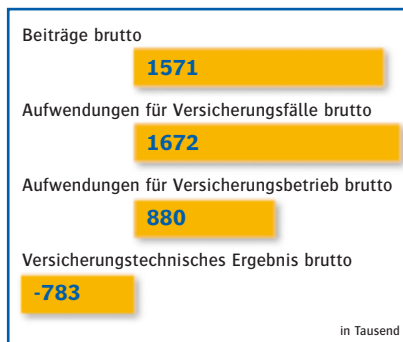 Beiträge brutto
1571
Aufwendungen für Versicherungsfälle brutto
1672
Aufwendungen für Versicherungsbetrieb brutto
880
Versicherungstechnisches Ergebnis brutto
-783
in Tausend